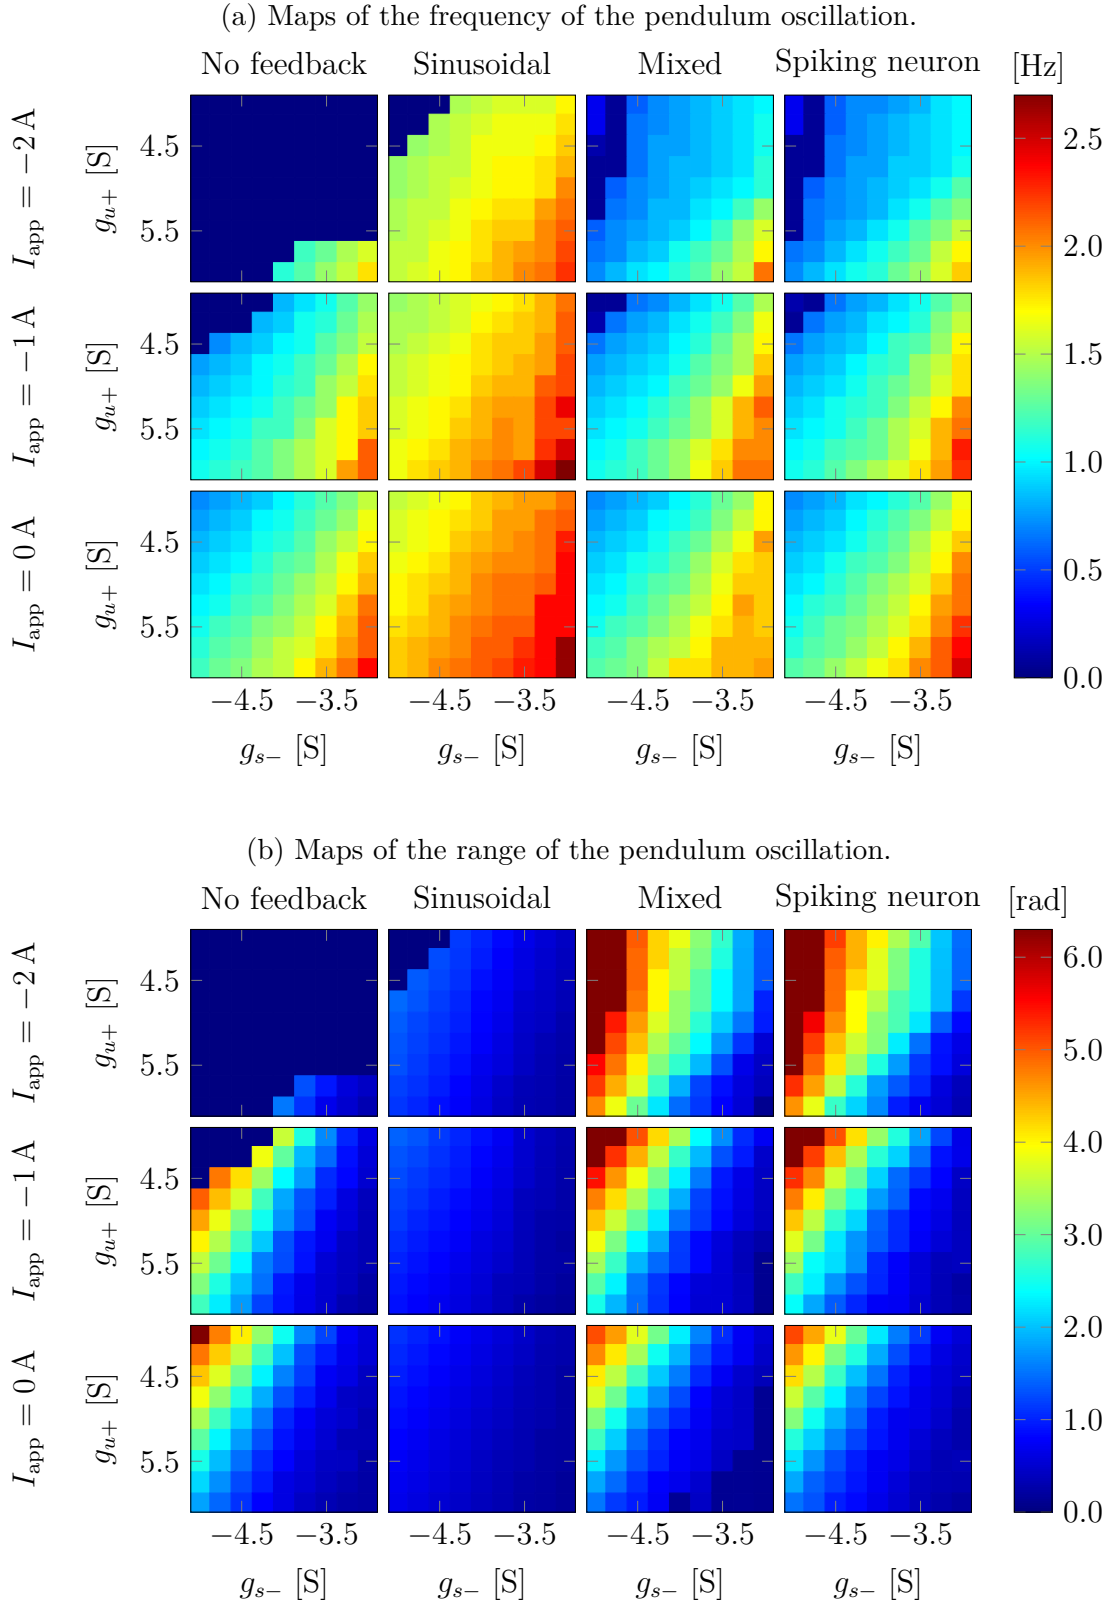 (a) Maps of the frequency of the pendulum oscillation.
No feedback Sinusoidal Mixed Spiking neuron [Hz]
I_app = −2 A
g_u+ [S]
4.5
5.5
I_app = −1 A
g_u+ [S]
4.5
5.5
I_app = 0 A
g_u+ [S]
4.5
5.5
2.5
2.0
1.5
1.0
0.5
0.0
−4.5 −3.5 −4.5 −3.5 −4.5 −3.5 −4.5 −3.5
g_s− [S] g_s− [S] g_s− [S] g_s− [S]
(b) Maps of the range of the pendulum oscillation.
No feedback Sinusoidal Mixed Spiking neuron [rad]
I_app = −2 A
g_u+ [S]
4.5
5.5
I_app = −1 A
g_u+ [S]
4.5
5.5
I_app = 0 A
g_u+ [S]
4.5
5.5
6.0
5.0
4.0
3.0
2.0
1.0
0.0
−4.5 −3.5 −4.5 −3.5 −4.5 −3.5 −4.5 −3.5
g_s− [S] g_s− [S] g_s− [S] g_s− [S]